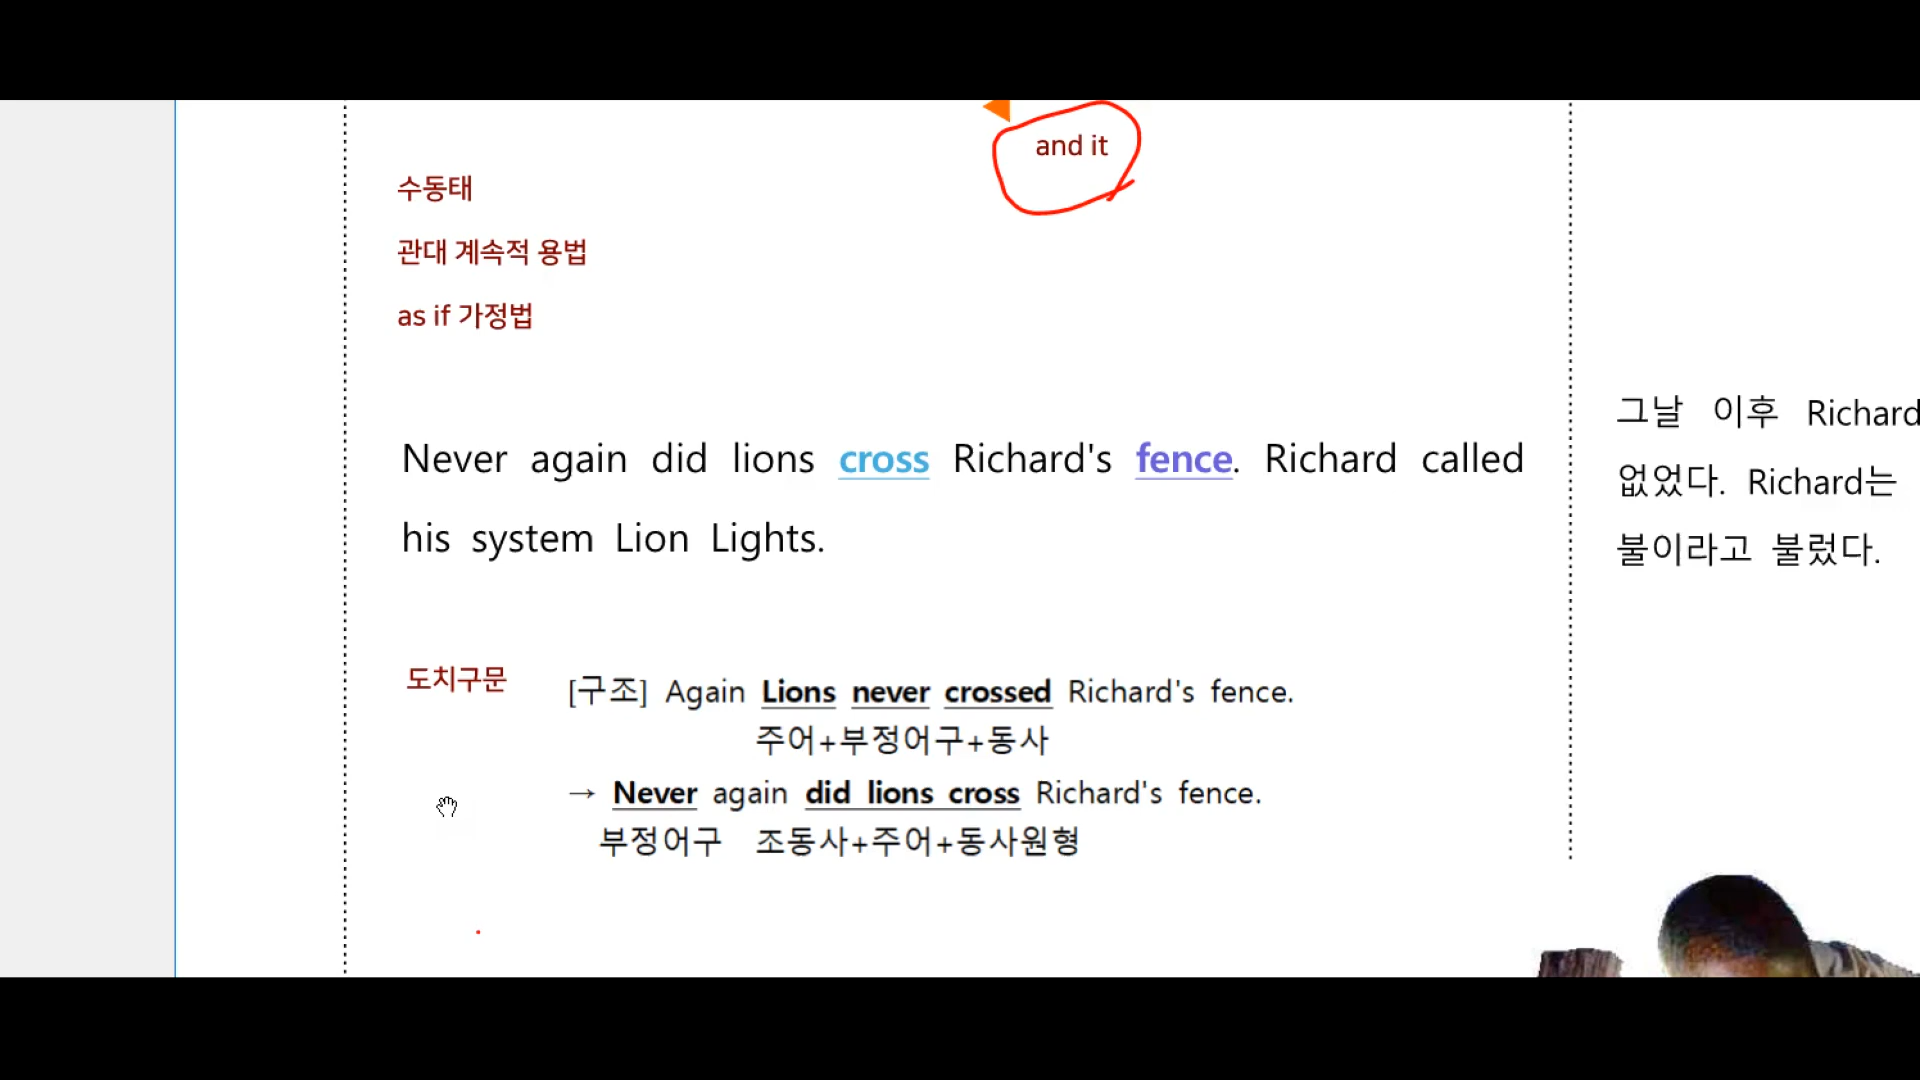 and it
수동태
관대 계속적 용법
as if 가정법
Never again did lions cross Richard's fence. Richard called
his system Lion Lights.
그날 이후 Richard
없었다. Richard는
불이라고 불렀다.
도치구문
[구조] Again Lions never crossed Richard's fence.
주어+부정어구+동사
→ Never again did lions cross Richard's fence.
부정어구 조동사+주어+동사원형